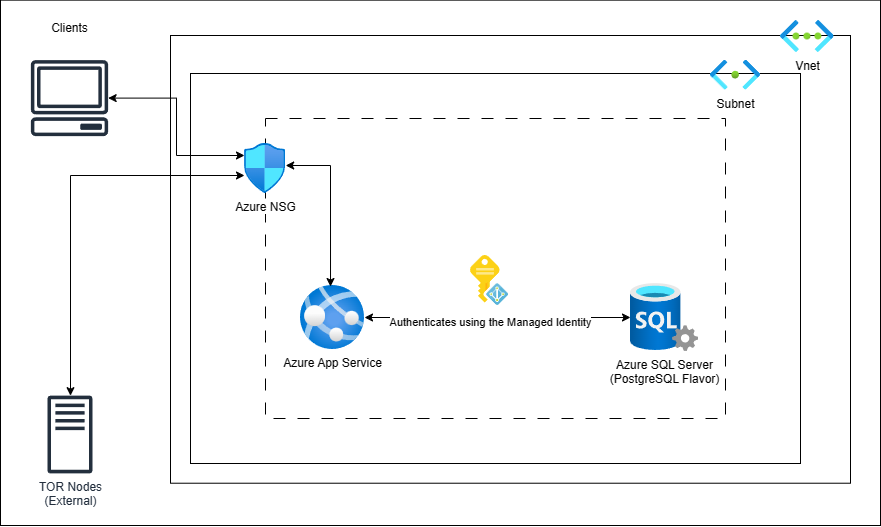 Clients
Vnet
Subnet
Azure NSG
Authenticates using the Managed Identity
SQL
Azure App Service
Azure SQL Server
(PostgreSQL Flavor)
TOR Nodes
(External)